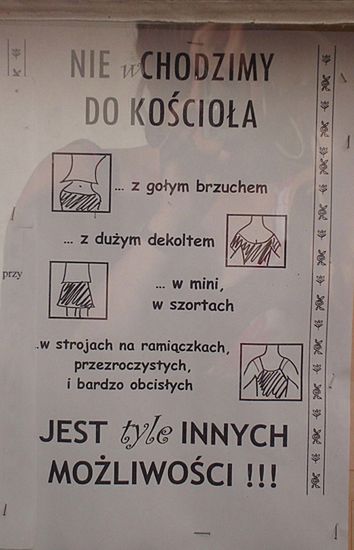 NIE wCHODZIMY
DO KOŚCIOŁA
... z gołym brzuchem
... z dużym dekoltem
przy
... w mini,
w szortach
..w strojach na ramiączkach,
przezroczystych,
i bardzo obcisłych
JEST tyle INNYCH
MOŻLIWOŚCI !!!